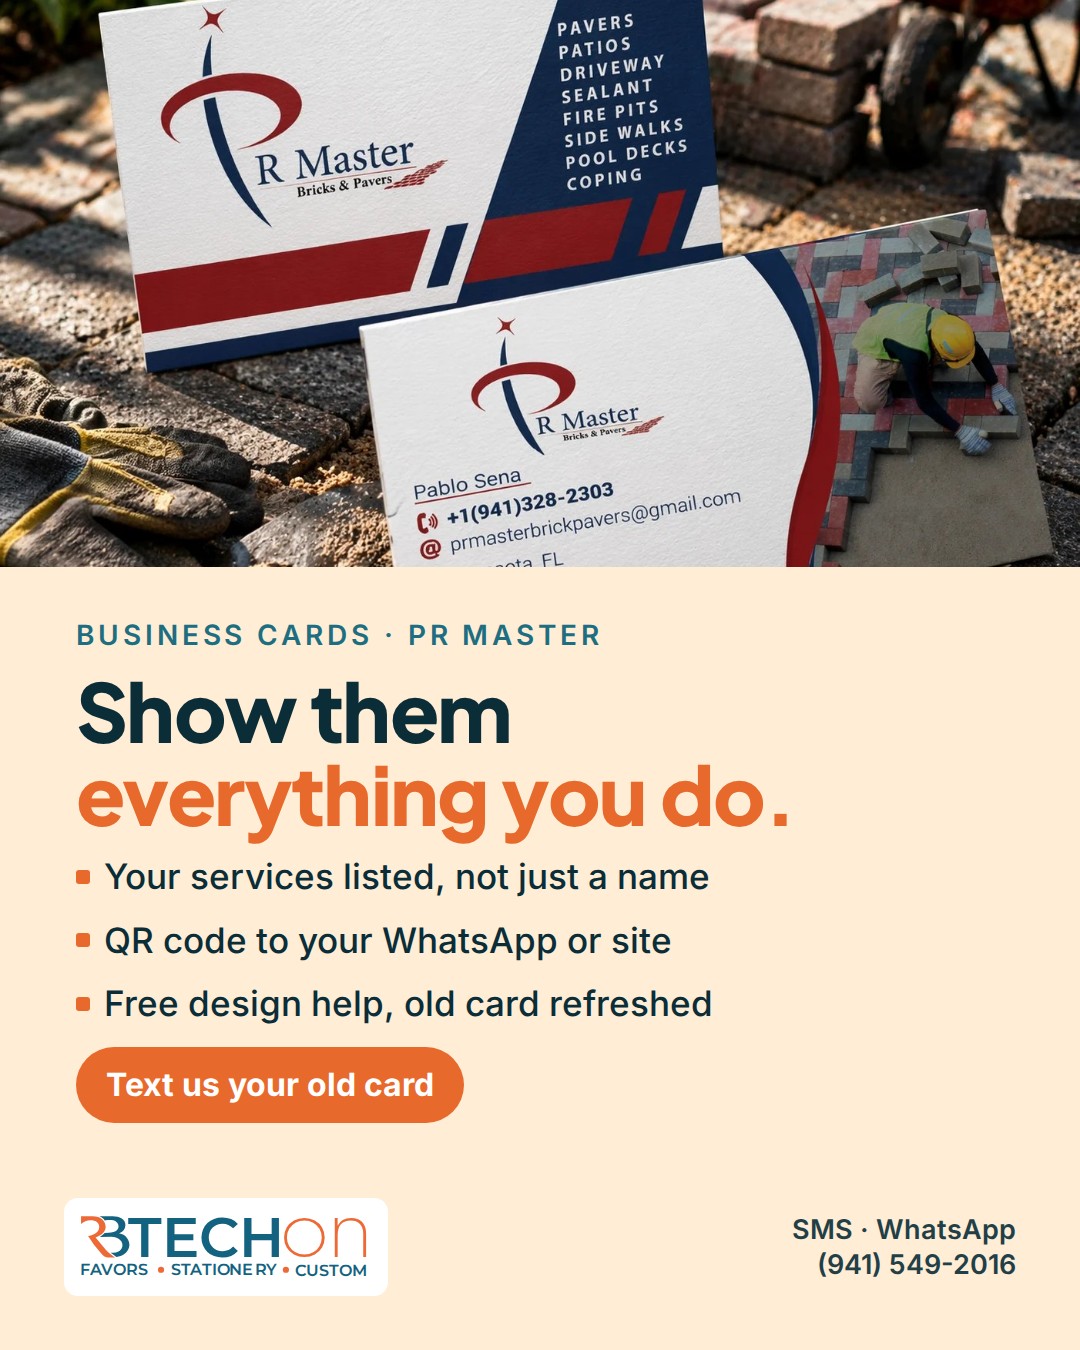 PAVERS
PATIOS
DRIVEWAY
SEALANT
FIRE PITS
SIDE WALKS
POOL DECKS
COPING
R Master
Bricks & Pavers
R Master
Bricks & Pavers
Pablo Sena
+1(941)328-2303
@ prmasterbrickpavers@gmail.com
FL
BUSINESS CARDS · PR MASTER
Show them
everything you do.
Your services listed, not just a name
QR code to your WhatsApp or site
Free design help, old card refreshed
Text us your old card
RBTECHon
FAVORS • STATIONERY • CUSTOM
SMS · WhatsApp
(941) 549-2016